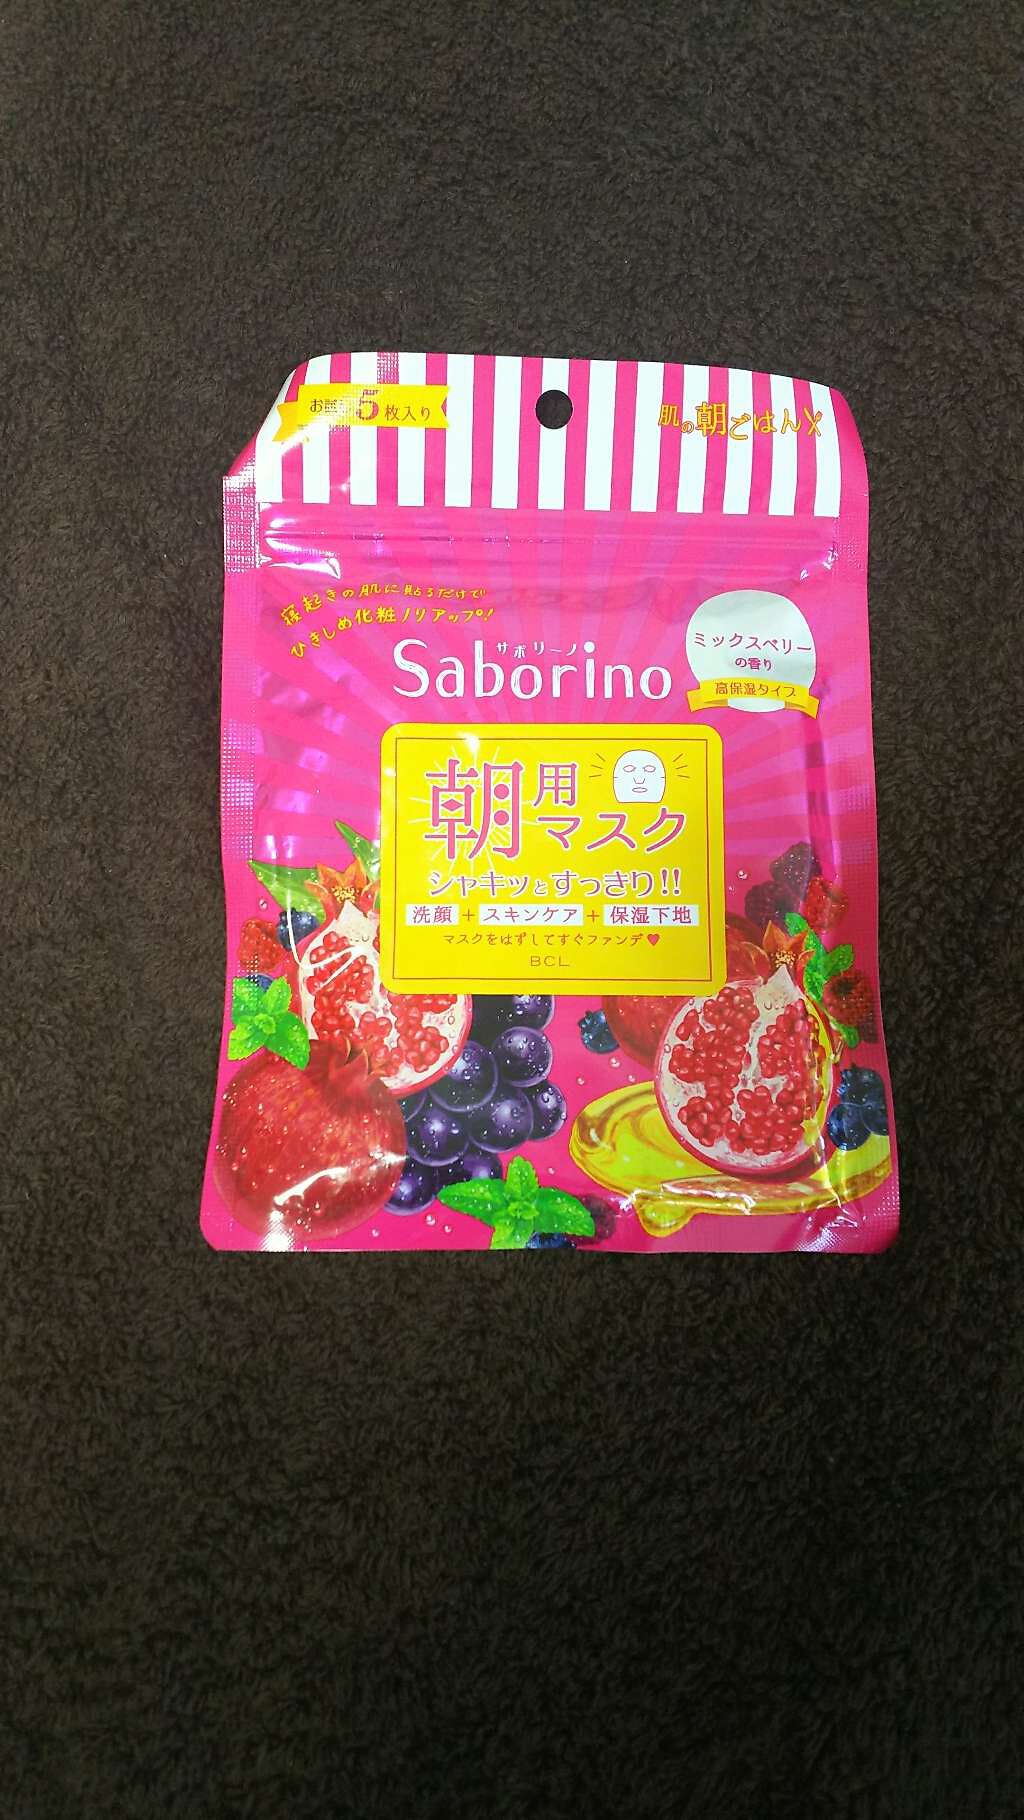 お試し5枚入り
肌の朝ごはん
寝起きの肌に貼るだけで
ひきしめ化粧ノリアップ!
サボリーノ
Saborino
ミックスベリー
の香り
高保湿タイプ
朝用
マスク
シャキッとすっきり!!
洗顔+スキンケア+保湿下地
マスクをはずしてすぐファンデ♥
BCL